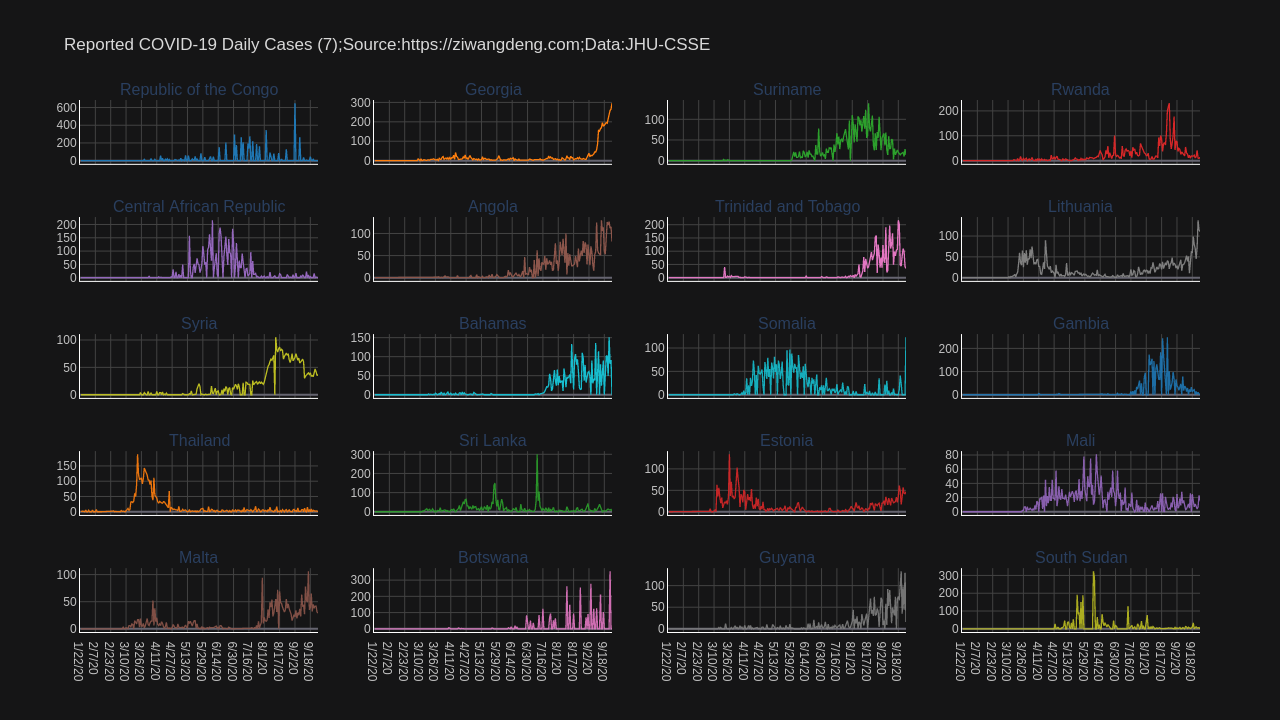 Reported COVID-19 Daily Cases (7);Source:https://ziwangdeng.com;Data:JHU-CSSE
Republic of the Congo Georgia Suriname Rwanda
600 400 200 0
300 200 100 0
100 50 0
200 100 0
Central African Republic Angola Trinidad and Tobago Lithuania
200 150 100 50 0
100 50 0
200 150 100 50 0
100 50 0
Syria Bahamas Somalia Gambia
100 50 0
150 100 50 0
100 50 0
200 100 0
Thailand Sri Lanka Estonia Mali
150 100 50 0
300 200 100 0
100 50 0
80 60 40 20 0
Malta Botswana Guyana South Sudan
100 50 0
300 200 100 0
100 50 0
300 200 100 0
1/22/20 2/7/20 2/23/20 3/10/20 3/26/20 4/11/20 4/27/20 5/13/20 5/29/20 6/14/20 6/30/20 7/16/20 8/1/20 8/17/20 9/2/20 9/18/20
1/22/20 2/7/20 2/23/20 3/10/20 3/26/20 4/11/20 4/27/20 5/13/20 5/29/20 6/14/20 6/30/20 7/16/20 8/1/20 8/17/20 9/2/20 9/18/20
1/22/20 2/7/20 2/23/20 3/10/20 3/26/20 4/11/20 4/27/20 5/13/20 5/29/20 6/14/20 6/30/20 7/16/20 8/1/20 8/17/20 9/2/20 9/18/20
1/22/20 2/7/20 2/23/20 3/10/20 3/26/20 4/11/20 4/27/20 5/13/20 5/29/20 6/14/20 6/30/20 7/16/20 8/1/20 8/17/20 9/2/20 9/18/20